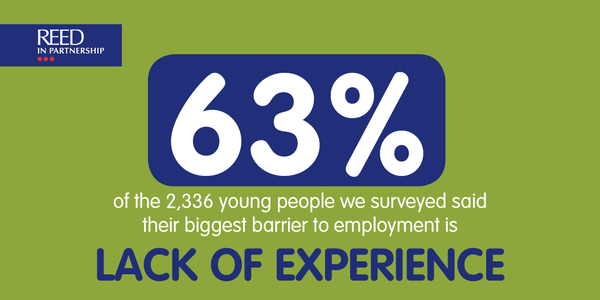 REED
IN PARTNERSHIP
63%
of the 2,336 young people we surveyed said
their biggest barrier to employment is
LACK OF EXPERIENCE